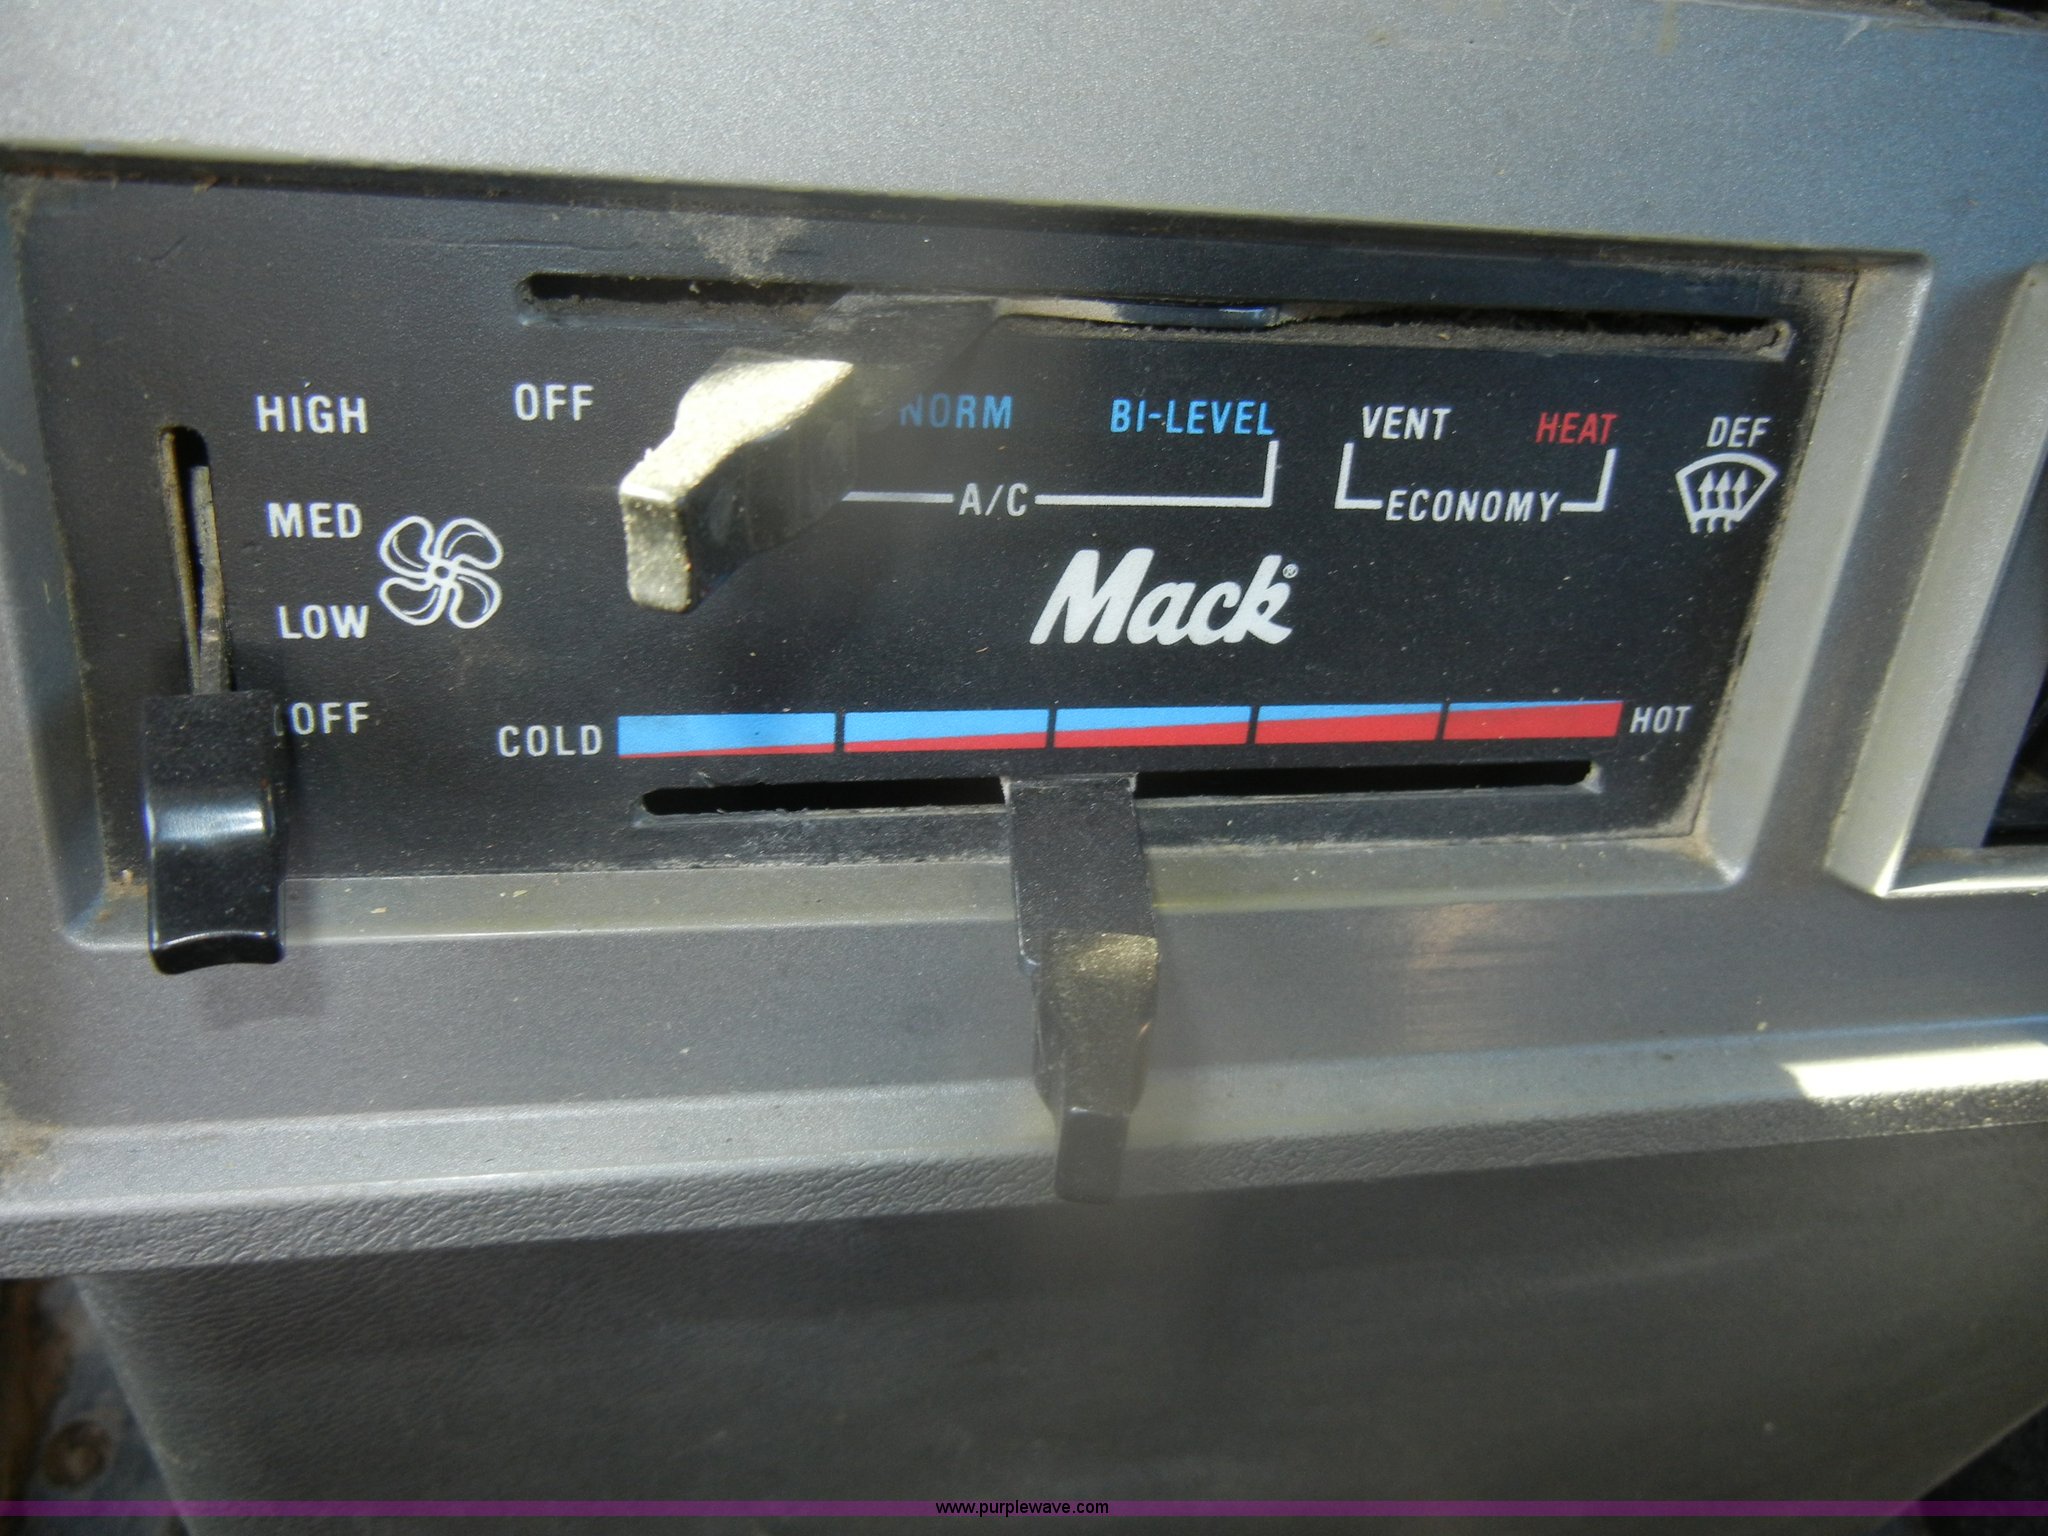 HIGH
MED
LOW
OFF
OFF
NORM
BI-LEVEL
A/C
VENT
HEAT
ECONOMY
DEF
Mack®
COLD
HOT
www.purplewave.com